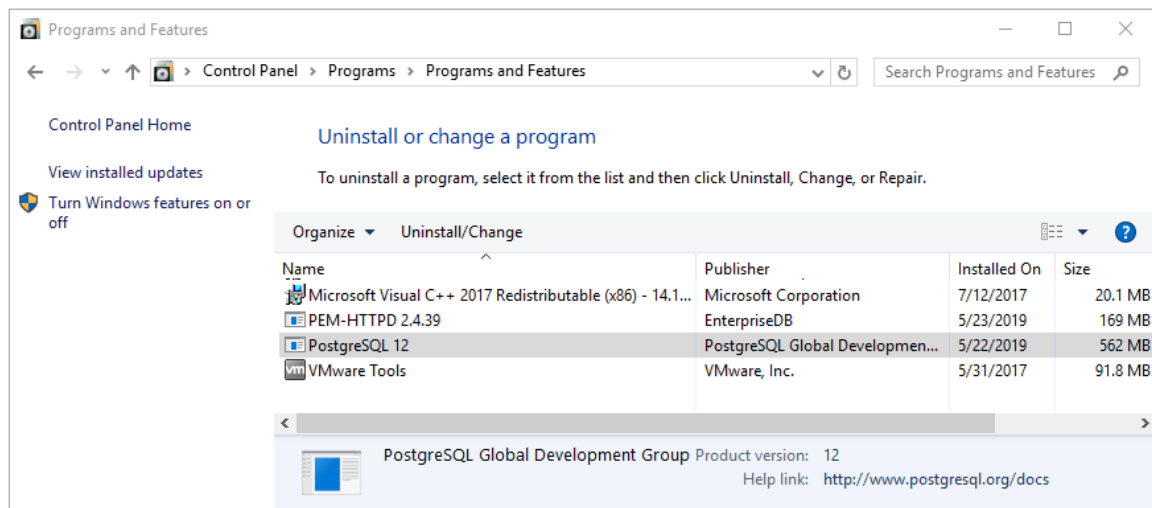 Programs and Features
Control Panel > Programs > Programs and Features
Search Programs and Features
Control Panel Home
View installed updates
Turn Windows features on or
off
Uninstall or change a program
To uninstall a program, select it from the list and then click Uninstall, Change, or Repair.
Organize Uninstall/Change
Name Publisher Installed On Size
Microsoft Visual C++ 2017 Redistributable (x86) - 14.1... Microsoft Corporation 7/12/2017 20.1 MB
PEM-HTTPD 2.4.39 EnterpriseDB 5/23/2019 169 MB
PostgreSQL 12 PostgreSQL Global Developmen... 5/22/2019 562 MB
vm VMware Tools VMware, Inc. 5/31/2017 91.8 MB
PostgreSQL Global Development Group Product version: 12
Help link: http://www.postgresql.org/docs